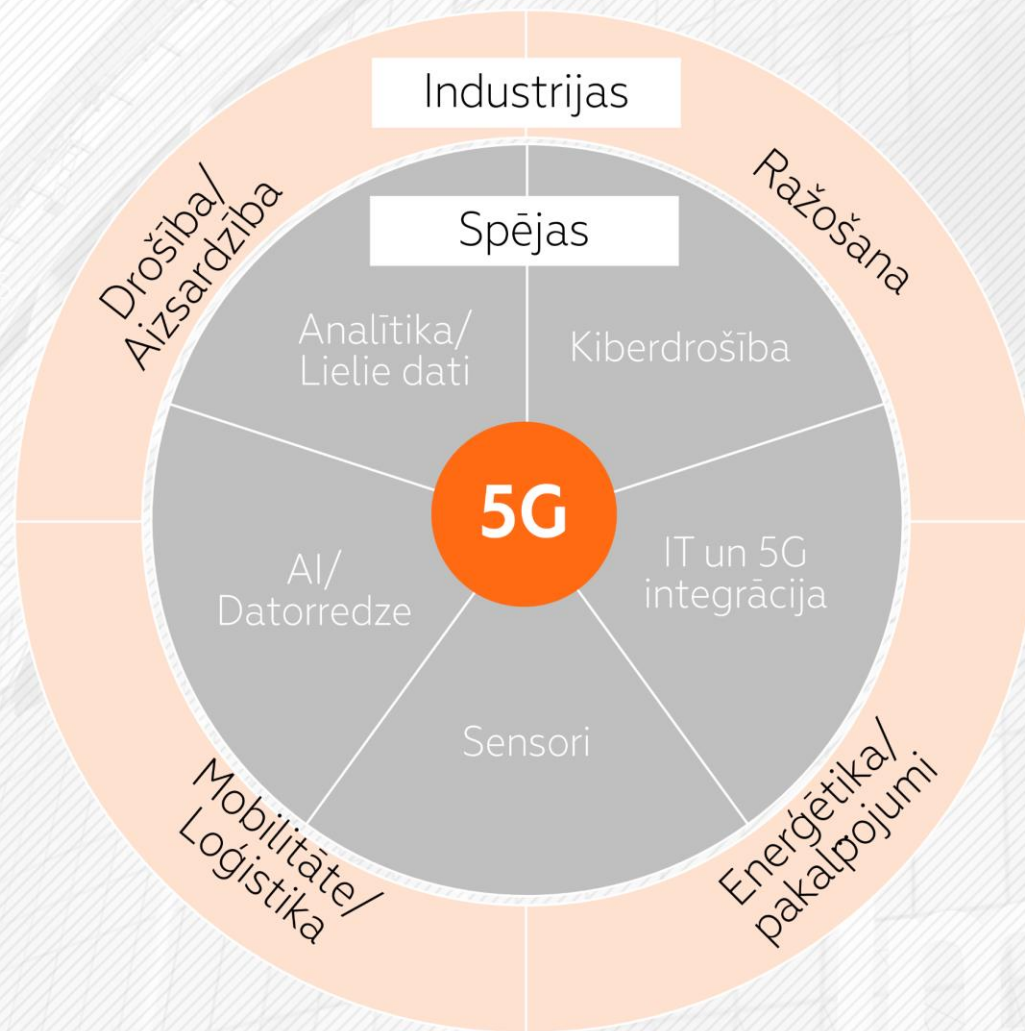 Industrijas
Drošība/
Aizsardzība
Ražošana
Spējas
Analītika/
Lielie dati
Kiberdrošība
5G
AI/
Datorredze
IT un 5G
integrācija
Sensori
Mobilitāte/
Loģistika
Enerģētika/
pakalpojumi